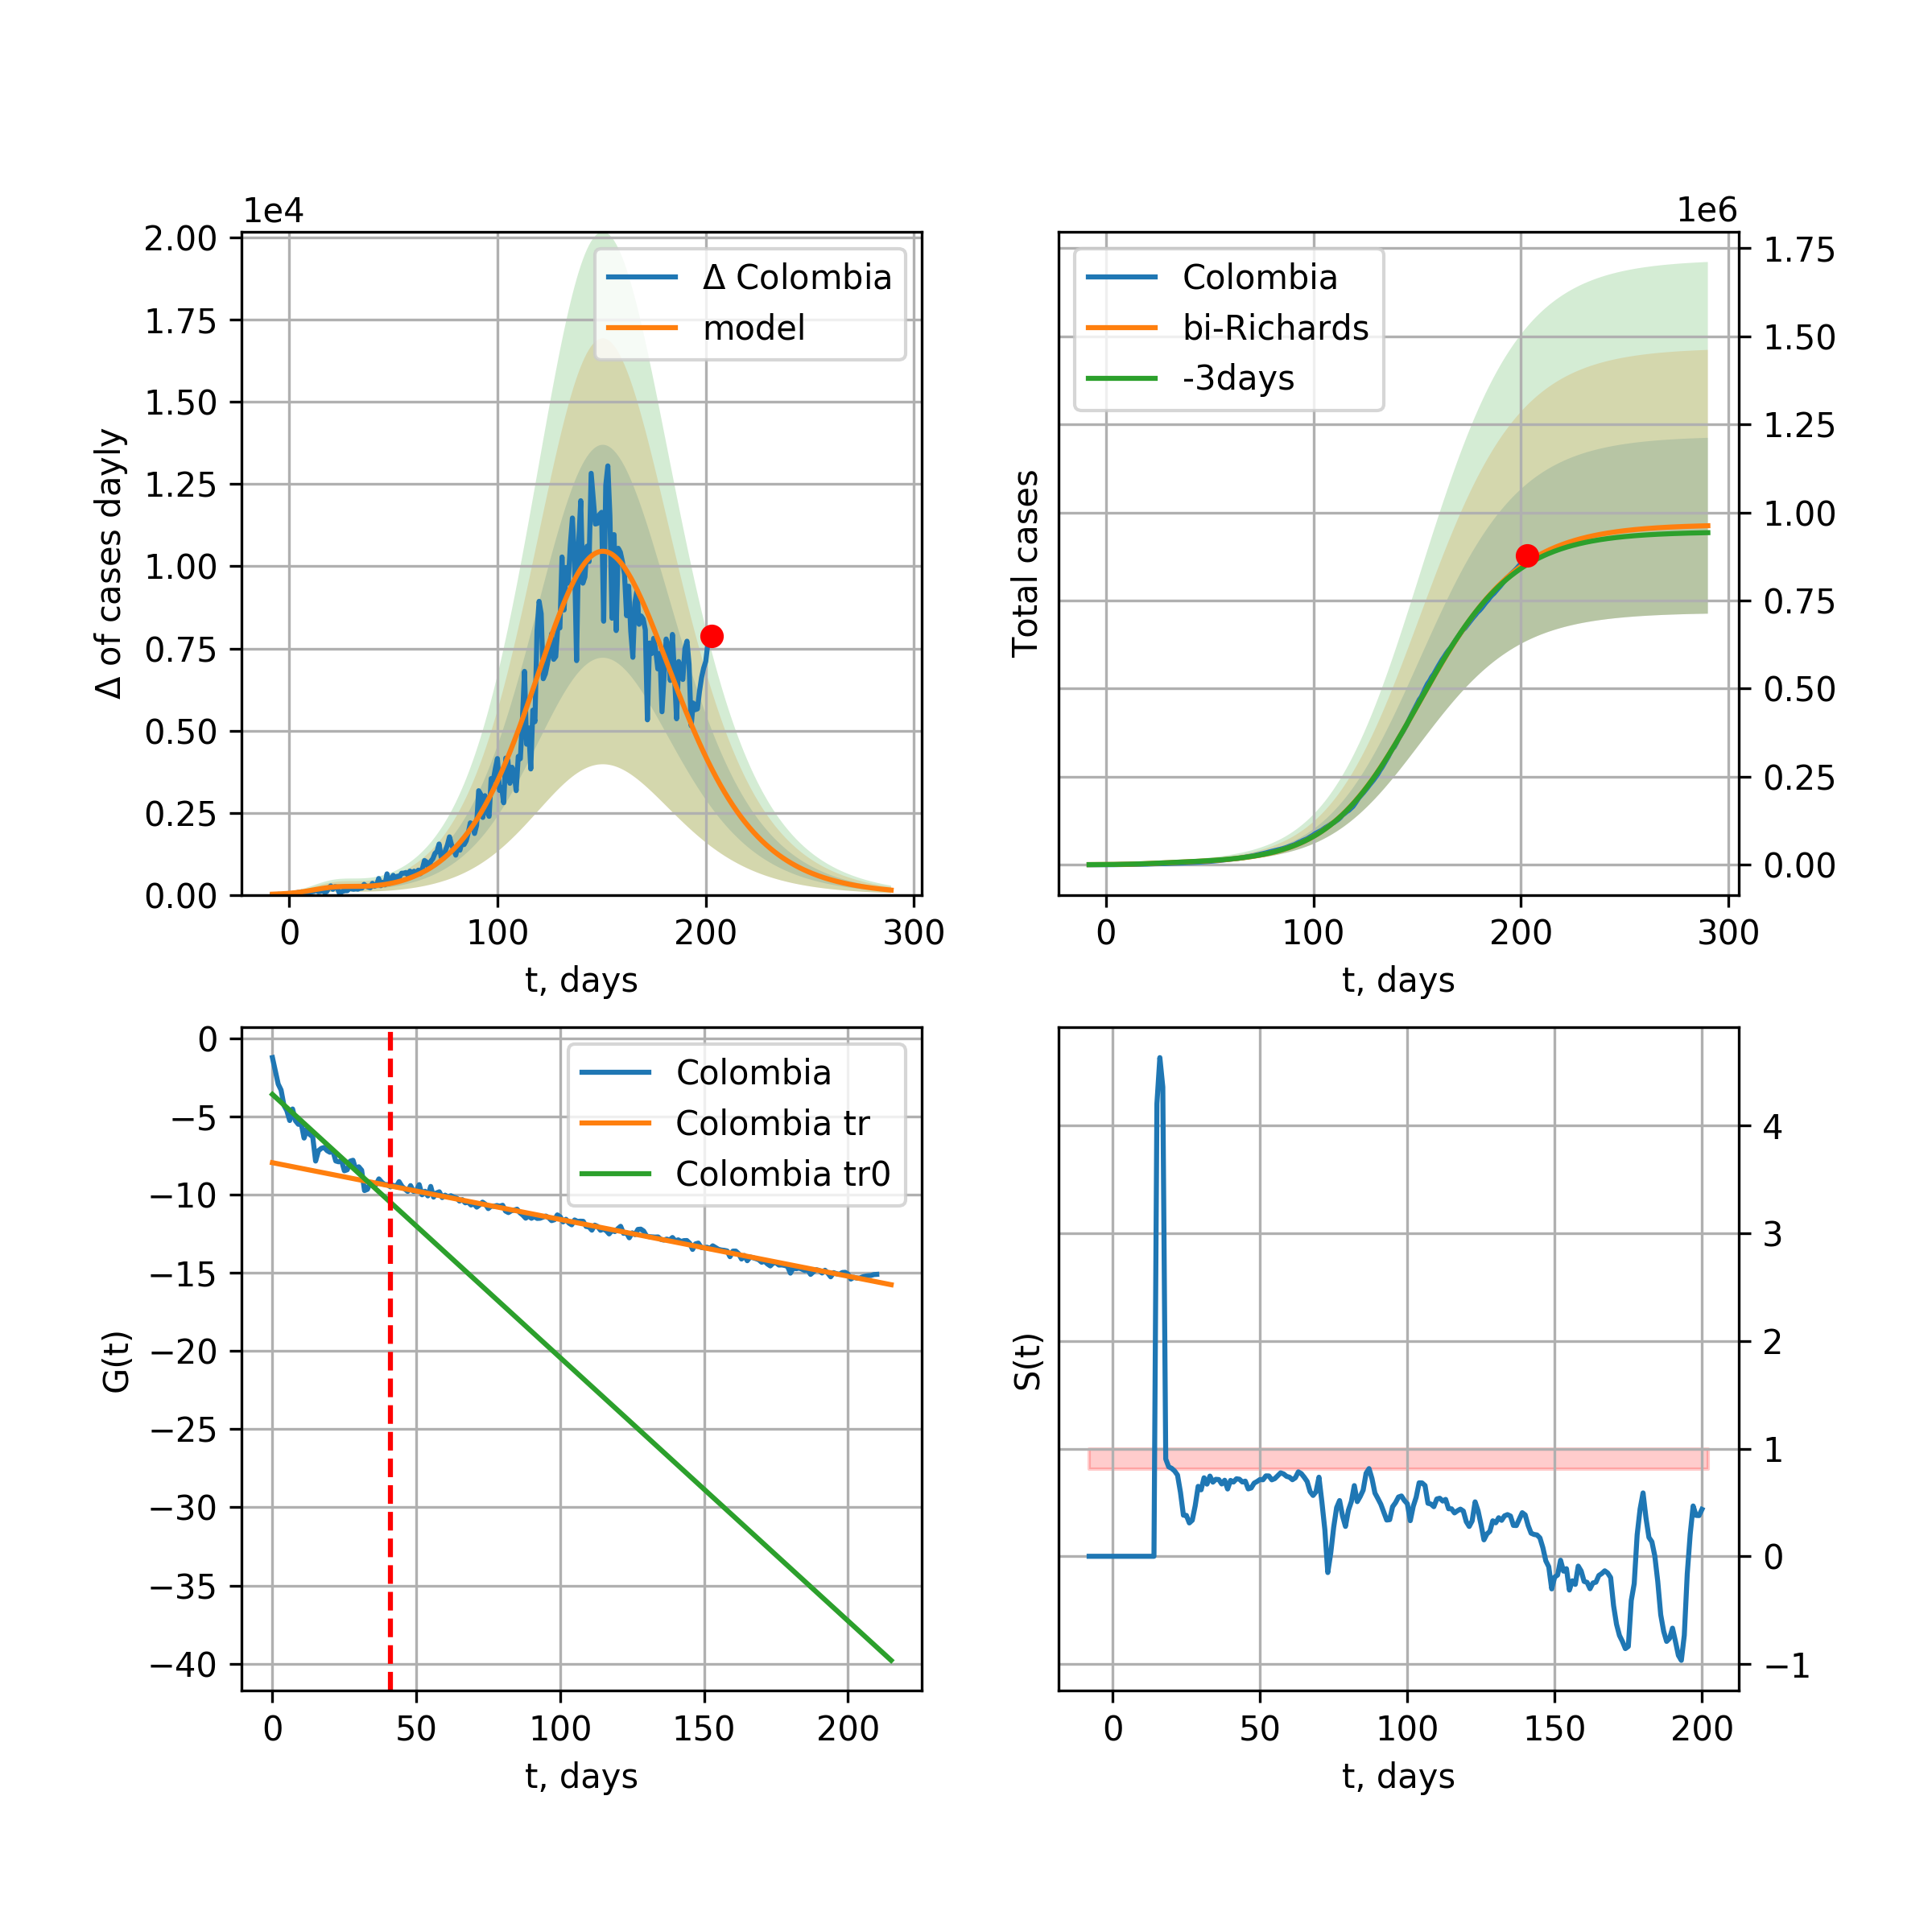 1e4
2.00
1.75
1.50
1.25
1.00
0.75
0.50
0.25
0.00
Δ of cases dayly
Δ Colombia
model
0 100 200 300
t, days
1e6
1.75
1.50
1.25
1.00
0.75
0.50
0.25
0.00
Total cases
Colombia
bi-Richards
-3days
0 100 200 300
t, days
0
−5
−10
−15
−20
−25
−30
−35
−40
G(t)
Colombia
Colombia tr
Colombia tr0
0 50 100 150 200
t, days
S(t)
4
3
2
1
0
−1
0 50 100 150 200
t, days